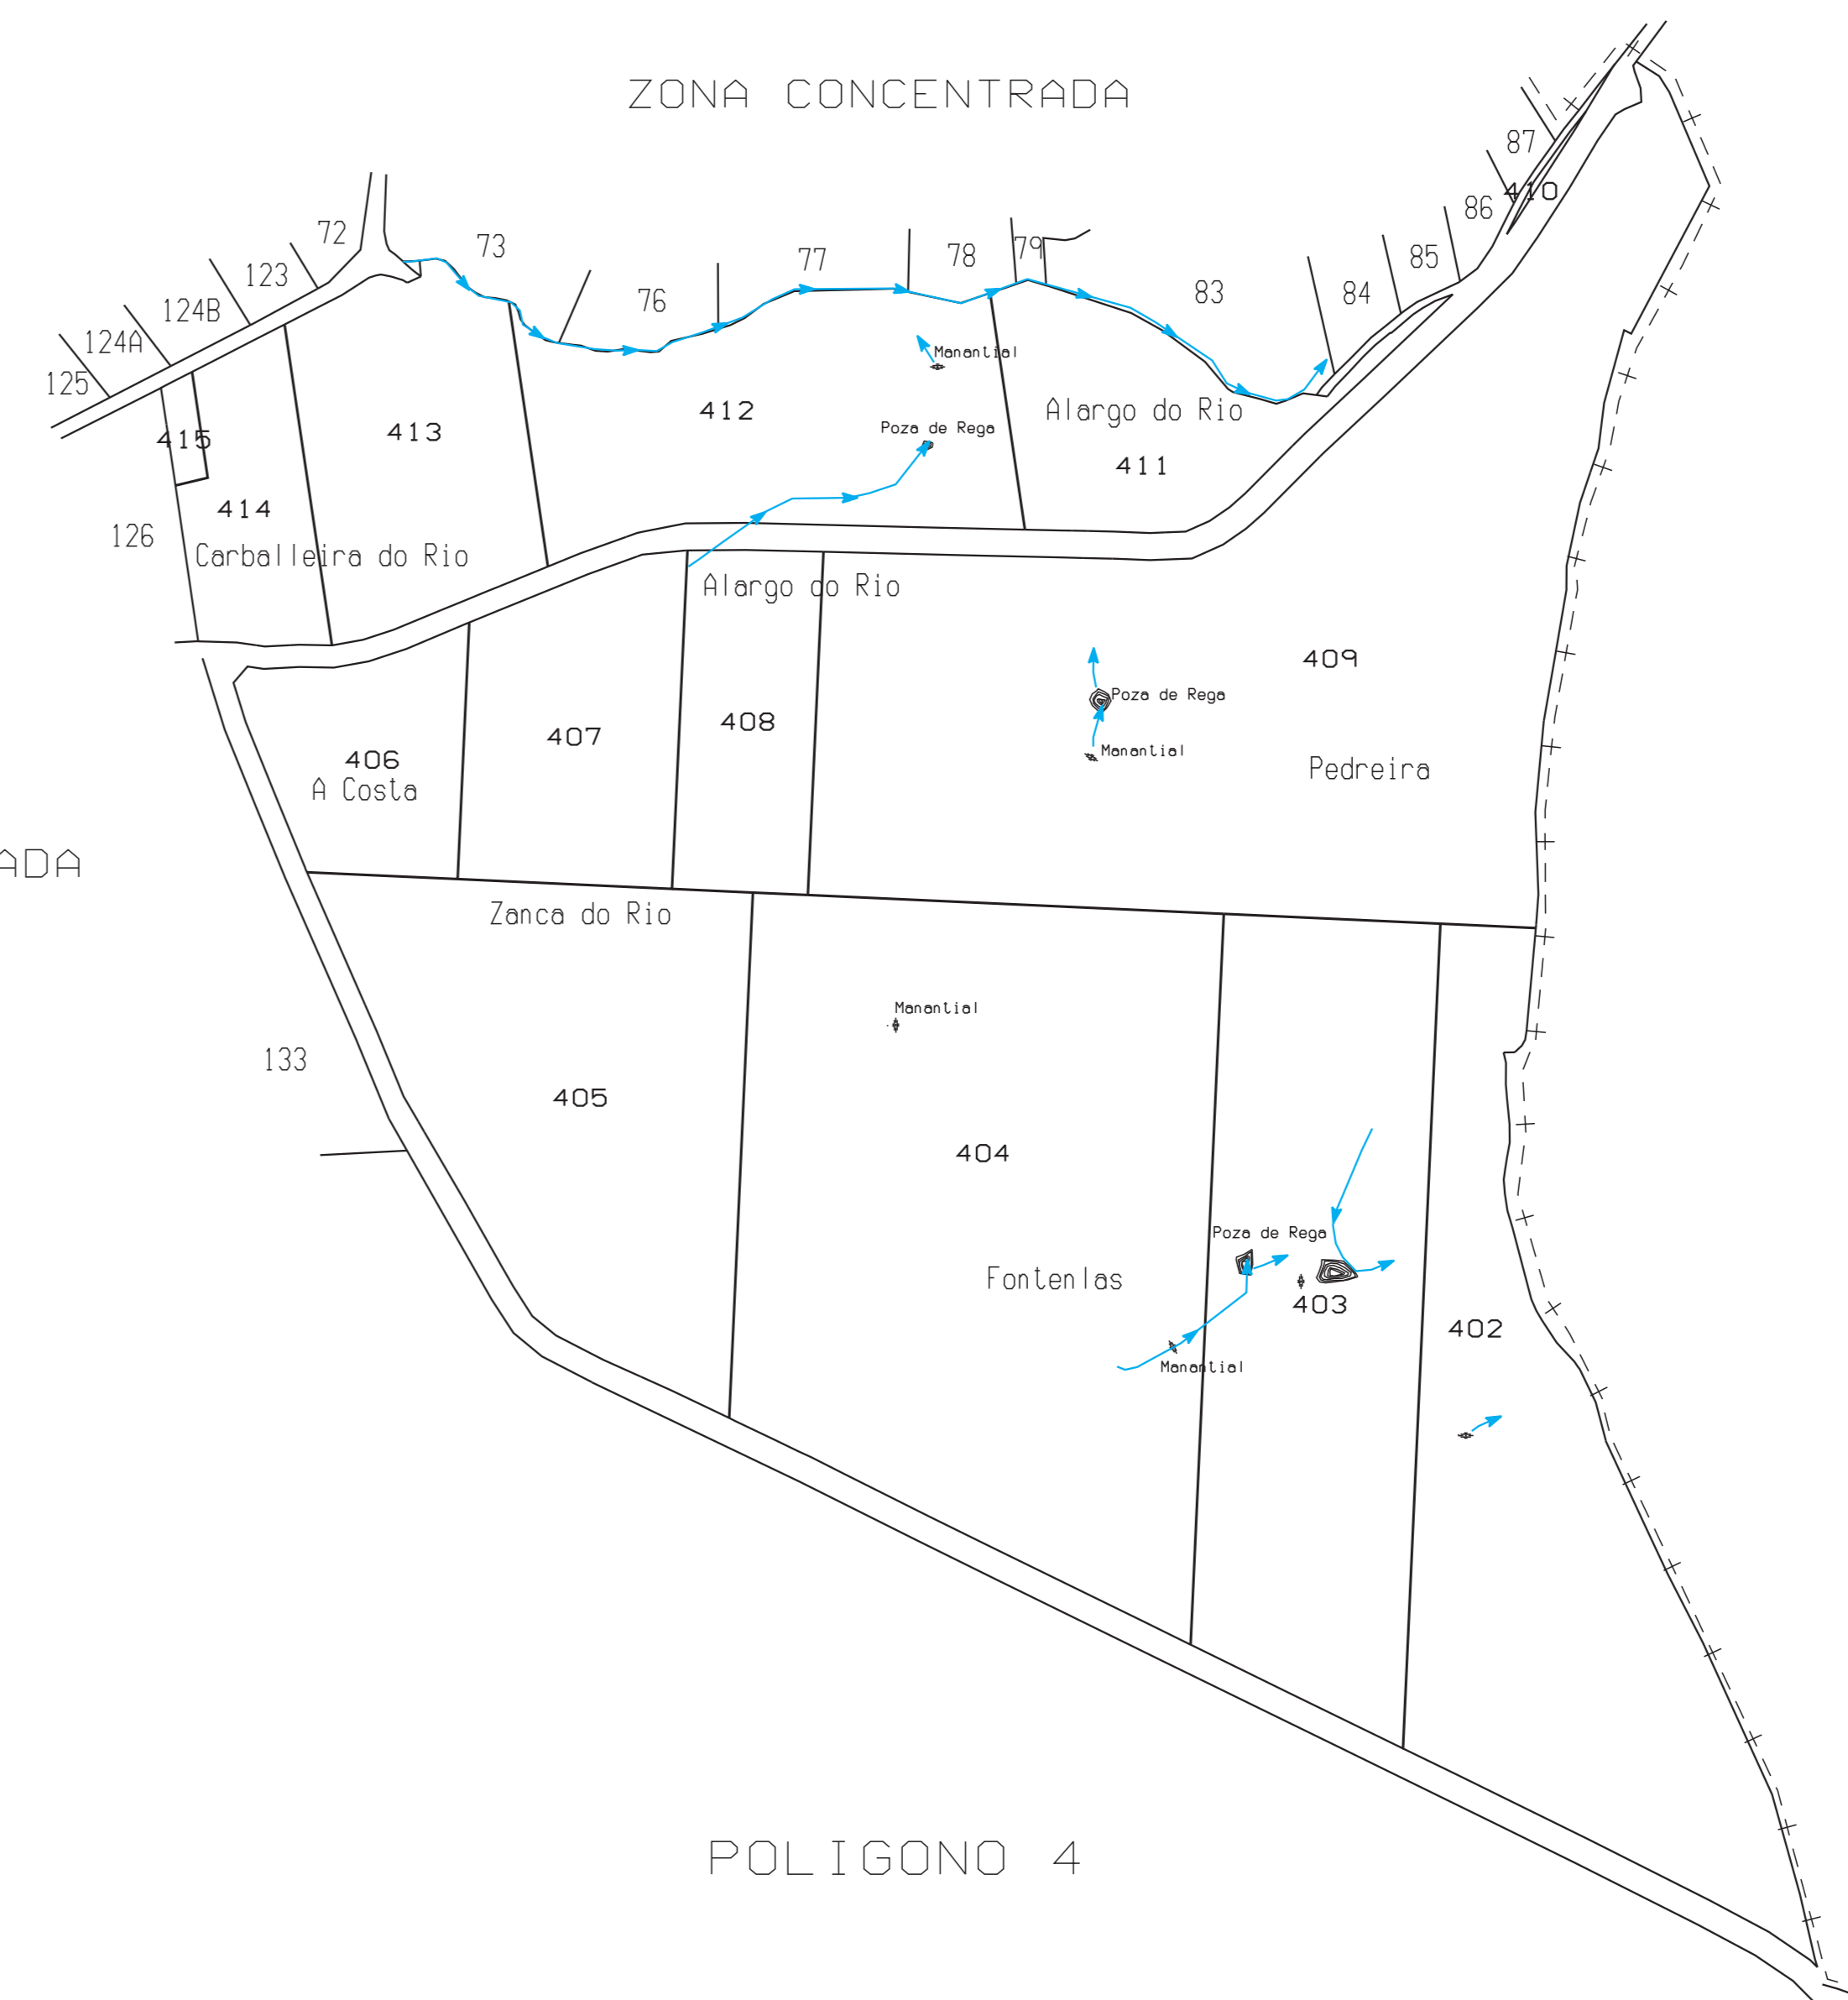 ZONA CONCENTRADA
87
410
86
72
73
79
78
77
85
123
76
83
84
124B
124A
Manantial
125
412
Alargo do Rio
413
Poza de Rega
415
411
414
126
Carballeira do Rio
Alargo do Rio
409
Poza de Rega
408
407
Manantial
406
Pedreira
A Costa
ADA
Zanca do Rio
Manantial
133
405
404
Poza de Rega
Fontenlas
403
402
Manantial
POLIGONO 4